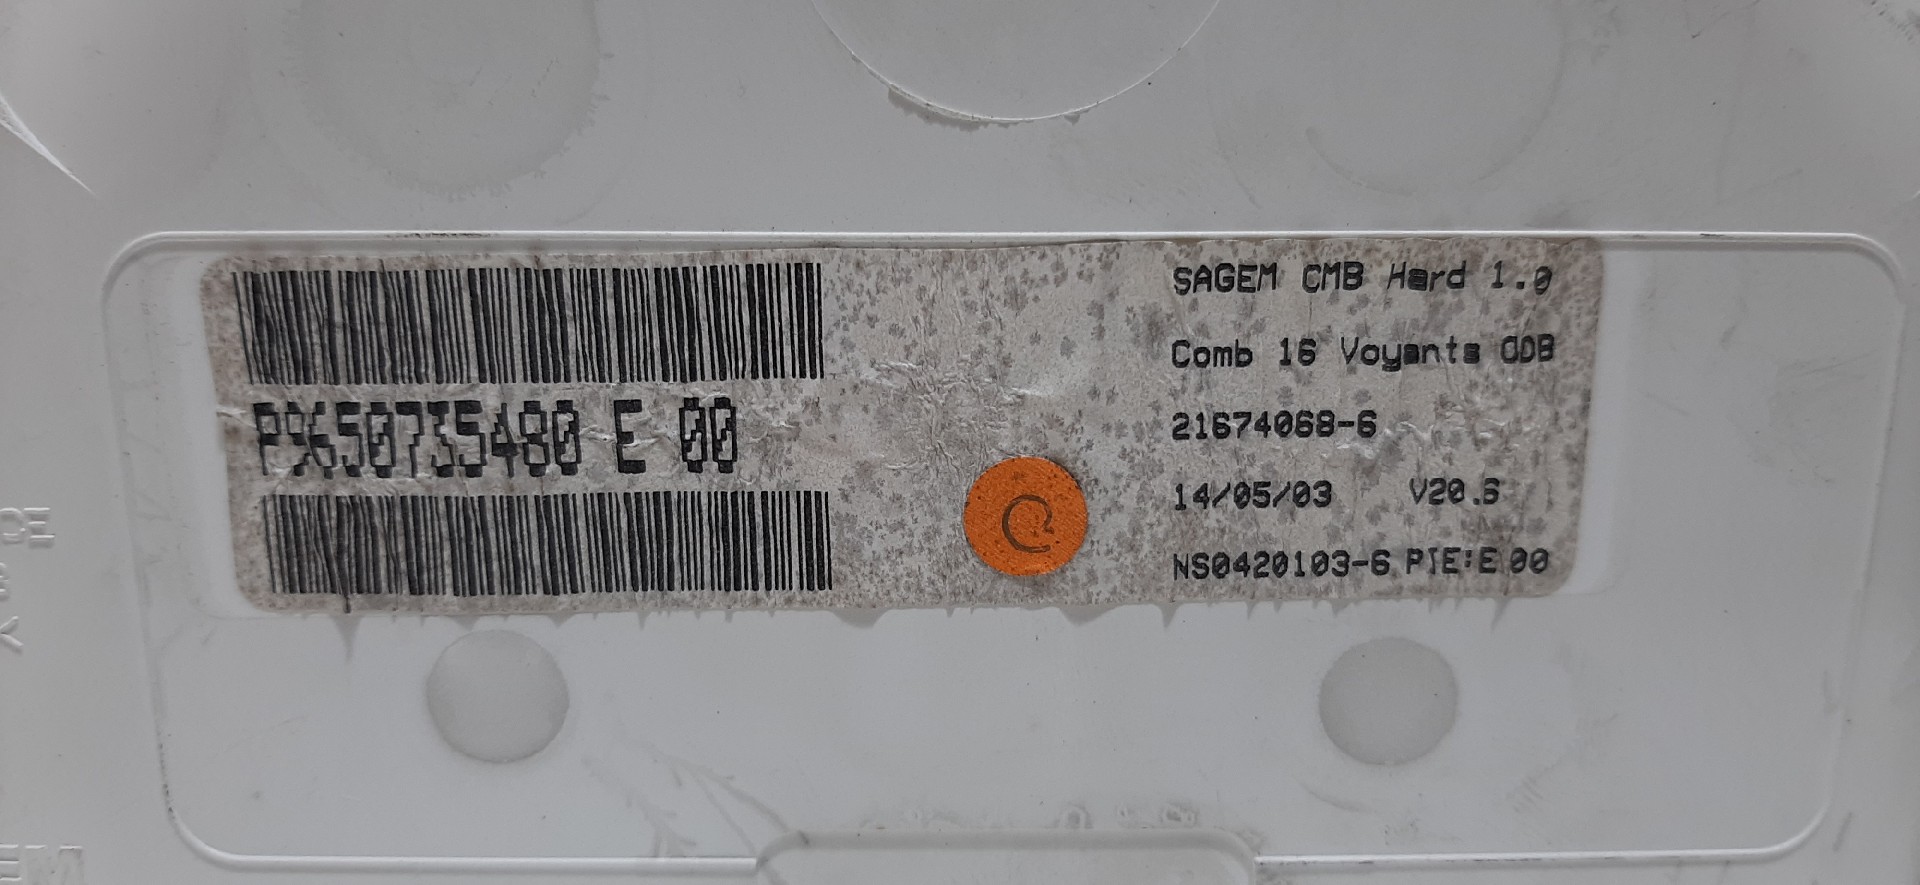 P9650735480 E 00
SAGEM CMB Hard 1.0
Comb 16 Voyants ODB
21674068-6
14/05/03 V20.6
NS0420103-6 PIE:E 00